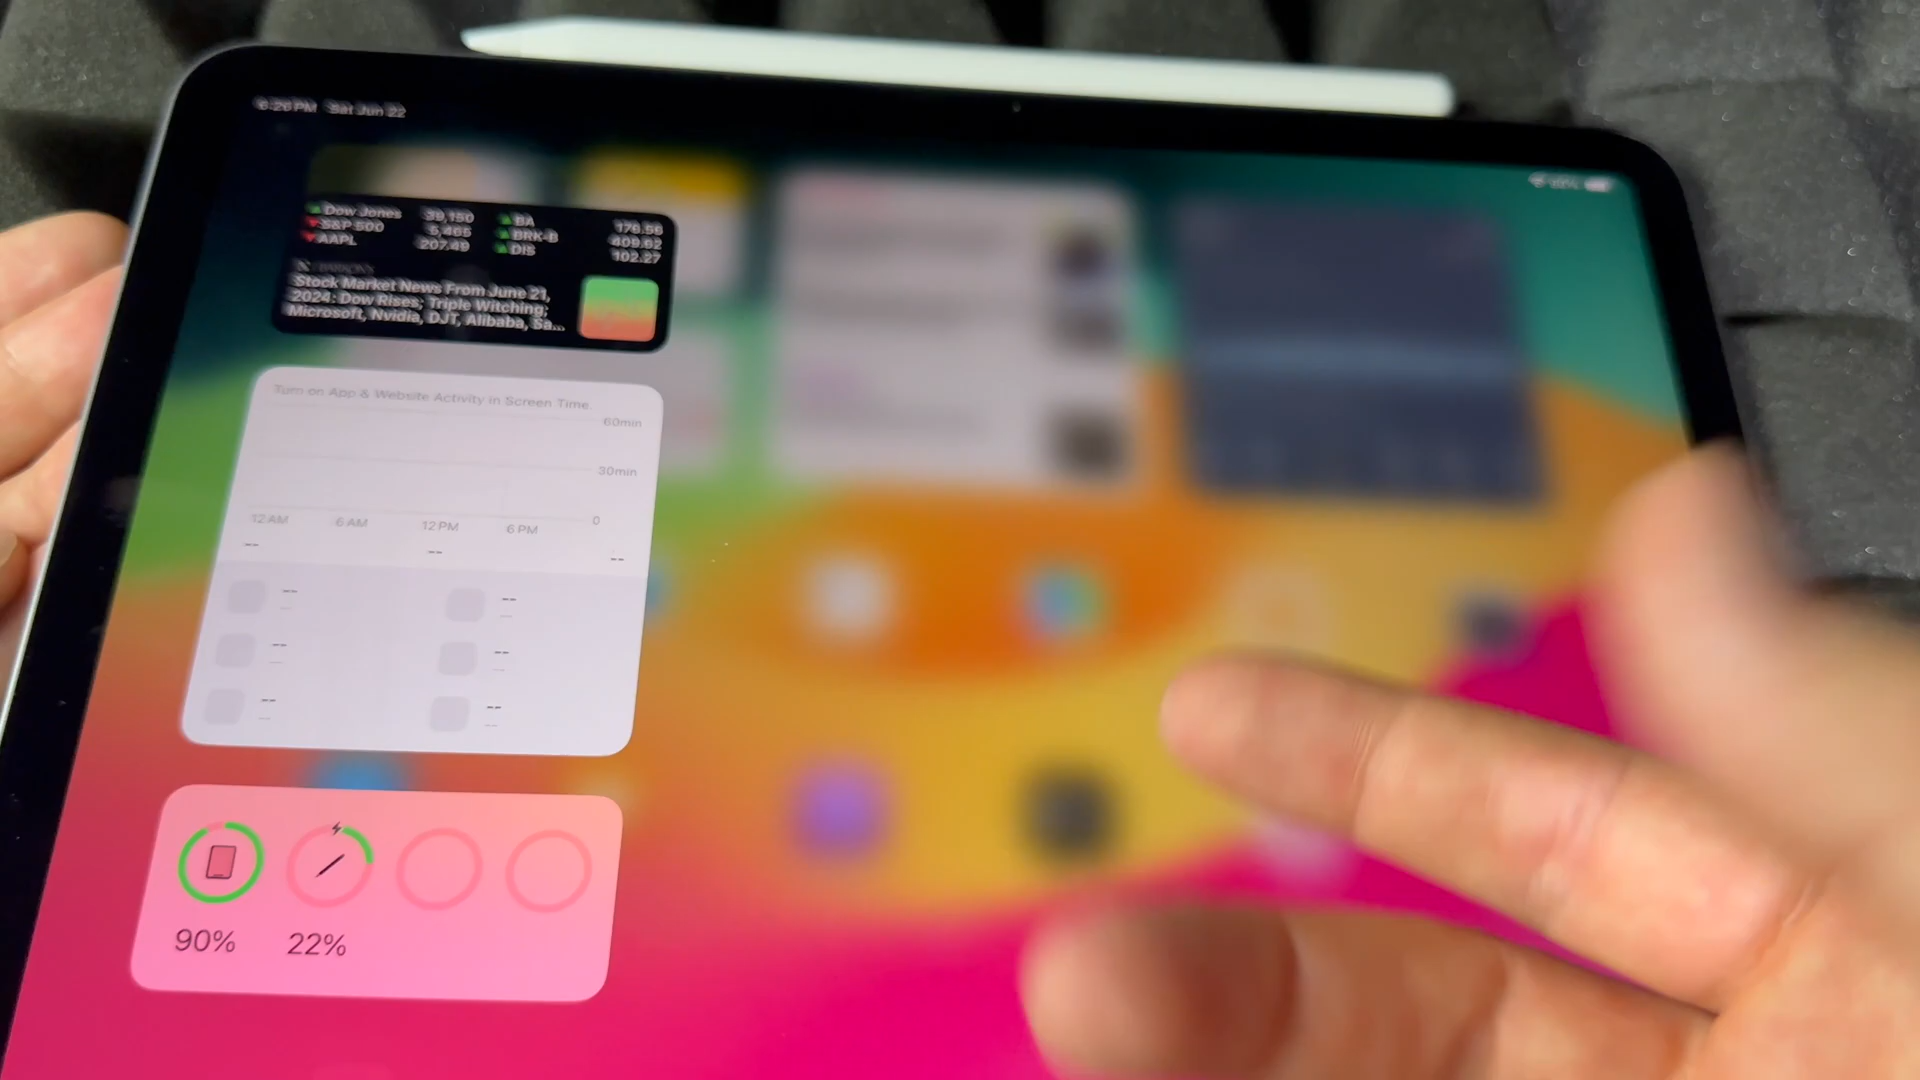 6:26 PM Sat Jun 22
Dow Jones 39,150 BA 176.56
S&P 500 5,465 BRK-B 409.62
AAPL 207.49 DIS 102.27
Stock Market News From June 21,
2024: Dow Rises; Triple Witching;
Microsoft, Nvidia, DJT, Alibaba, Sa...
Turn on App & Website Activity in Screen Time.
60min
30min
0
12 AM 6 AM 12 PM 6 PM
-- -- --
-- --
-- --
-- --
90% 22%